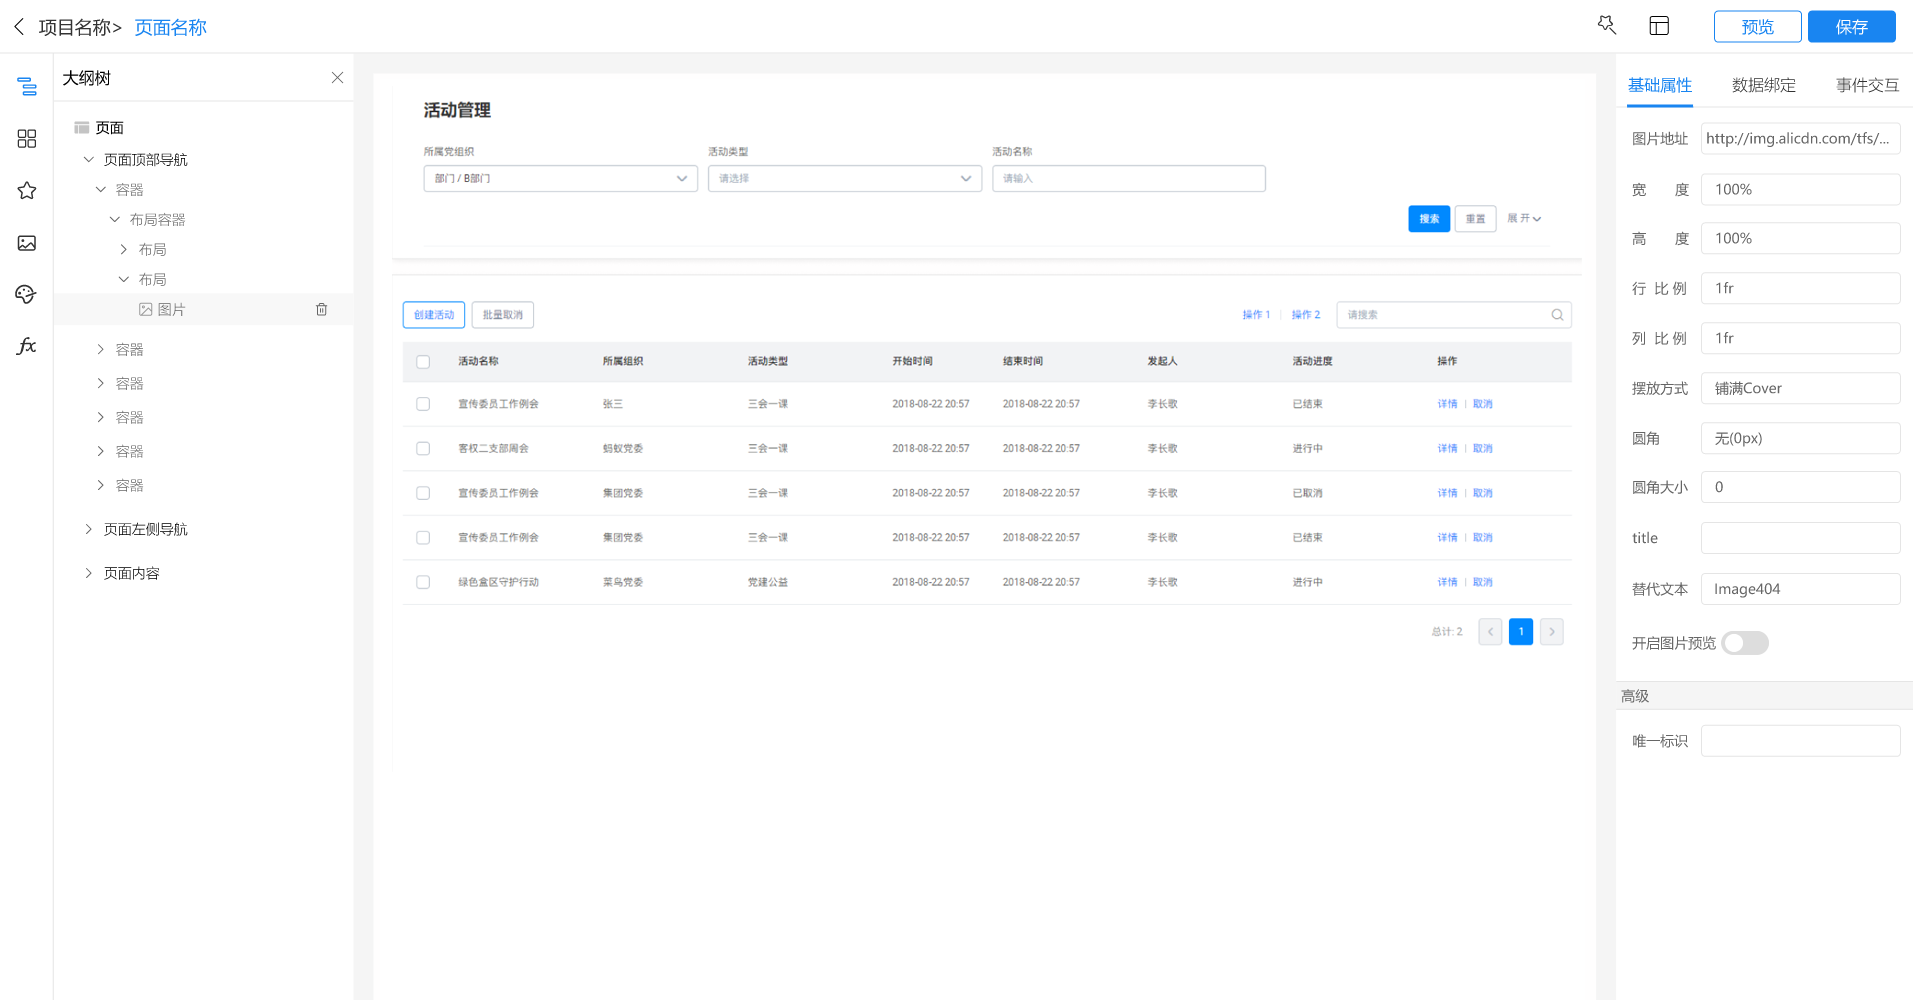 项目名称> 页面名称
预览 保存
大纲树
页面
页面顶部导航
容器
布局容器
布局
布局
图片
容器
容器
容器
容器
容器
页面左侧导航
页面内容
活动管理
所属党组织 活动类型 活动名称
部门 / B部门 请选择 请输入
搜索 重置 展开
创建活动 批量取消 操作 1 操作 2 请搜索
活动名称 所属组织 活动类型 开始时间 结束时间 发起人 活动进度 操作
宣传委员工作例会 张三 三会一课 2018-08-22 20:57 2018-08-22 20:57 李长歌 已结束 详情 取消
客权二支部周会 蚂蚁党委 三会一课 2018-08-22 20:57 2018-08-22 20:57 李长歌 进行中 详情 取消
宣传委员工作例会 集团党委 三会一课 2018-08-22 20:57 2018-08-22 20:57 李长歌 已取消 详情 取消
宣传委员工作例会 集团党委 三会一课 2018-08-22 20:57 2018-08-22 20:57 李长歌 已结束 详情 取消
绿色盒区守护行动 菜鸟党委 党建公益 2018-08-22 20:57 2018-08-22 20:57 李长歌 进行中 详情 取消
总计: 2 1
基础属性 数据绑定 事件交互
图片地址 http://img.alicdn.com/tfs/...
宽 度 100%
高 度 100%
行 比 例 1fr
列 比 例 1fr
摆放方式 铺满Cover
圆角 无(0px)
圆角大小 0
title
替代文本 Image404
开启图片预览
高级
唯一标识